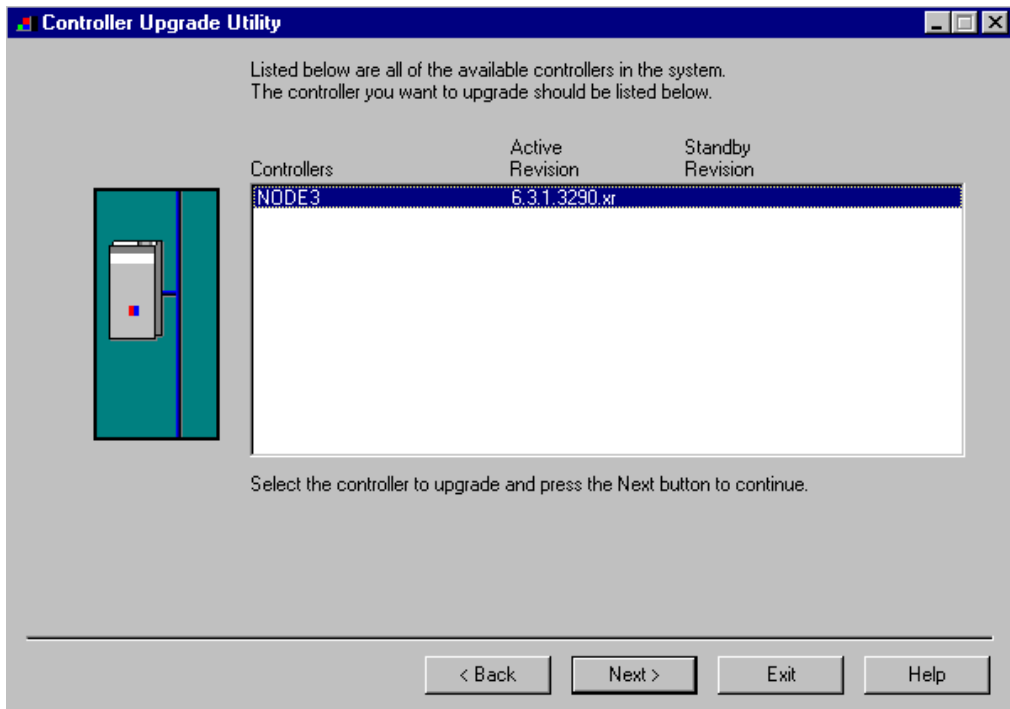 Controller Upgrade Utility
Listed below are all of the available controllers in the system.
The controller you want to upgrade should be listed below.
Active Standby
Controllers Revision Revision
NODE3 6.3.1.3290.xr
Select the controller to upgrade and press the Next button to continue.
< Back Next > Exit Help